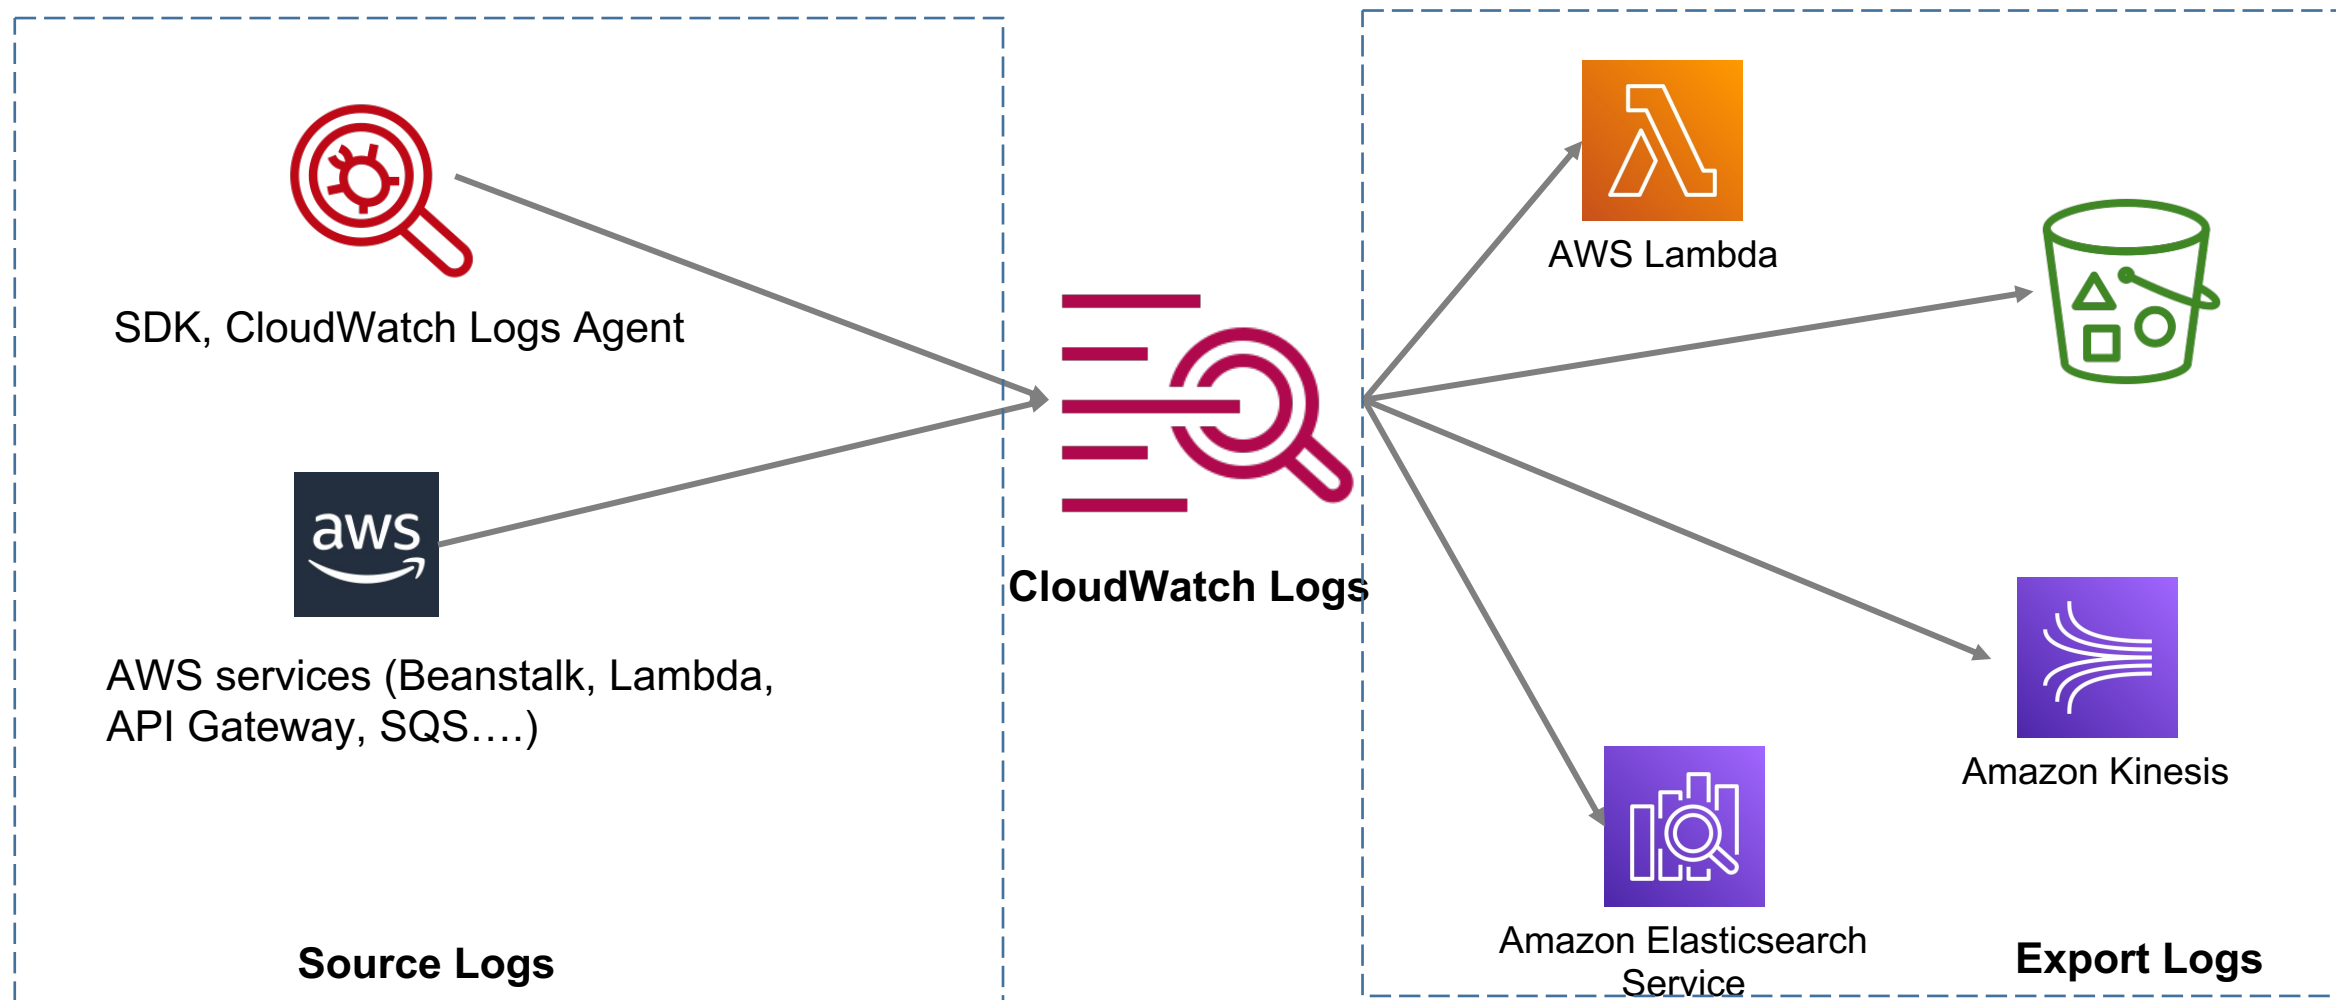 SDK, CloudWatch Logs Agent
aws
AWS services (Beanstalk, Lambda,
API Gateway, SQS….)
Source Logs
CloudWatch Logs
AWS Lambda
Amazon Kinesis
Amazon Elasticsearch
Service
Export Logs